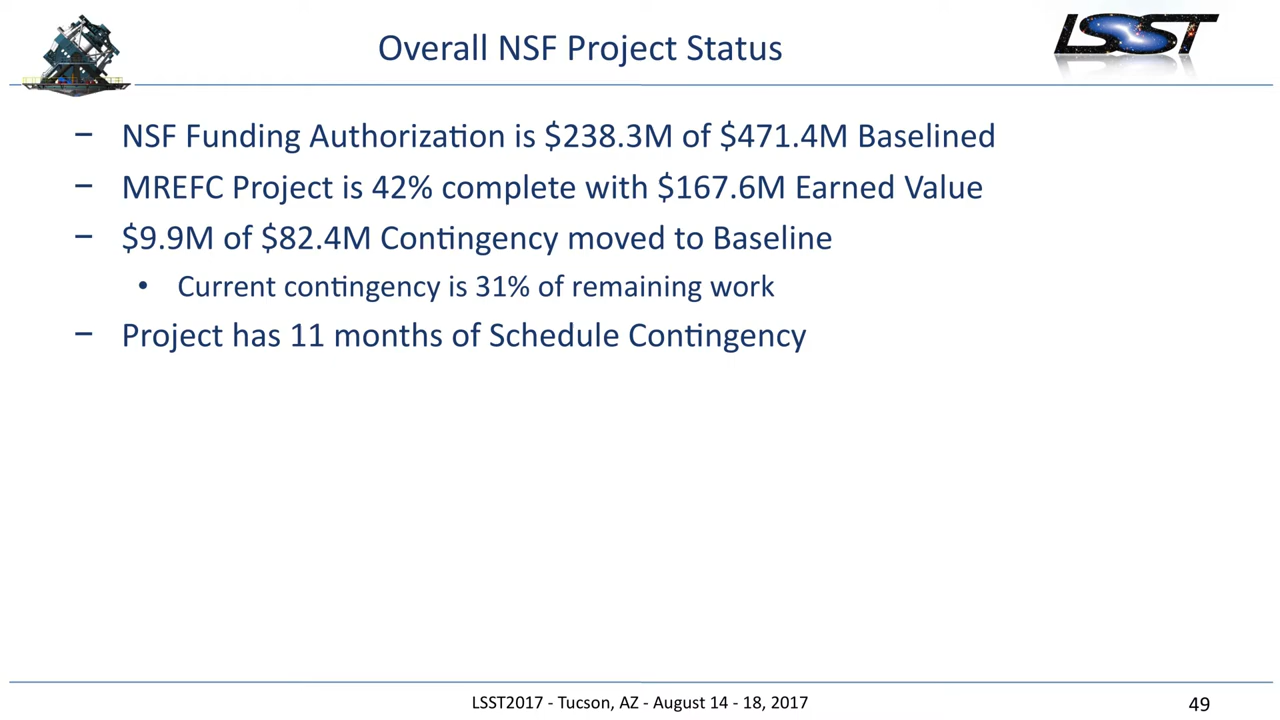 Overall NSF Project Status
LSST
– NSF Funding Authorization is $238.3M of $471.4M Baselined
– MREFC Project is 42% complete with $167.6M Earned Value
– $9.9M of $82.4M Contingency moved to Baseline
• Current contingency is 31% of remaining work
– Project has 11 months of Schedule Contingency
LSST2017 - Tucson, AZ - August 14 - 18, 2017
49